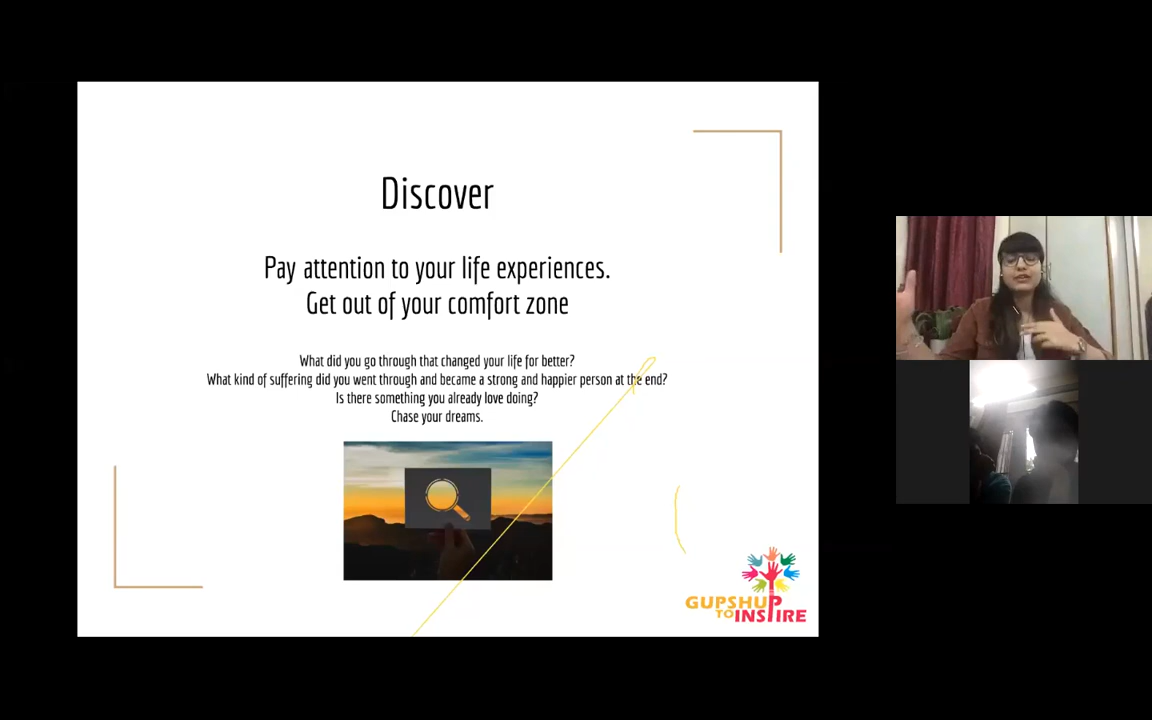 Discover
Pay attention to your life experiences.
Get out of your comfort zone
What did you go through that changed your life for better?
What kind of suffering did you went through and became a strong and happier person at the end?
Is there something you already love doing?
Chase your dreams.
GUPSHUP
TO INSPIRE